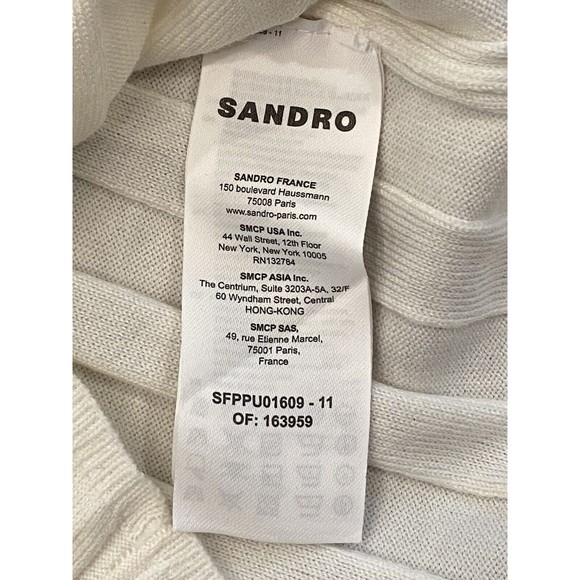 - 11
SANDRO
SANDRO FRANCE
150 boulevard Haussmann
75008 Paris
www.sandro-paris.com
SMCP USA Inc.
44 Wall Street, 12th Floor
New York, New York 10005
RN132784
SMCP ASIA Inc.
The Centrium, Suite 3203A-5A, 32/F
60 Wyndham Street, Central
HONG-KONG
SMCP SAS,
49, rue Etienne Marcel,
75001 Paris,
France
SFPPU01609 - 11
OF: 163959